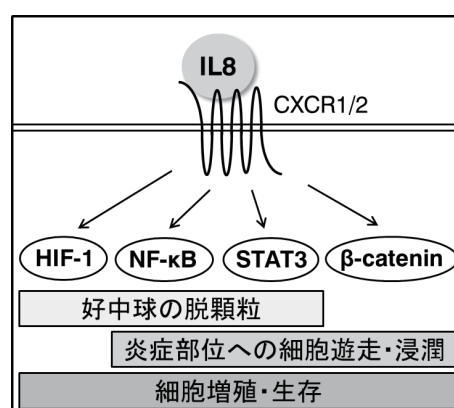 IL8
CXCR1/2
HIF-1 NF-κB STAT3 β-catenin
好中球の脱顆粒
炎症部位への細胞遊走・浸潤
細胞増殖・生存